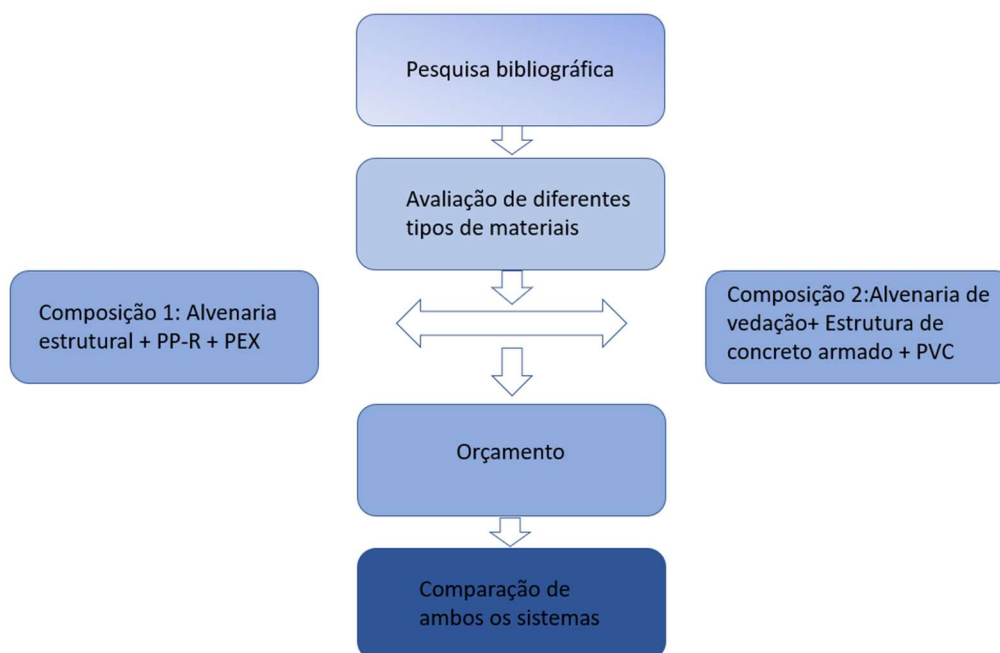 Pesquisa bibliográfica
Avaliação de diferentes
tipos de materiais
Composição 1: Alvenaria
estrutural + PP-R + PEX
Composição 2:Alvenaria de
vedação+ Estrutura de
concreto armado + PVC
Orçamento
Comparação de
ambos os sistemas